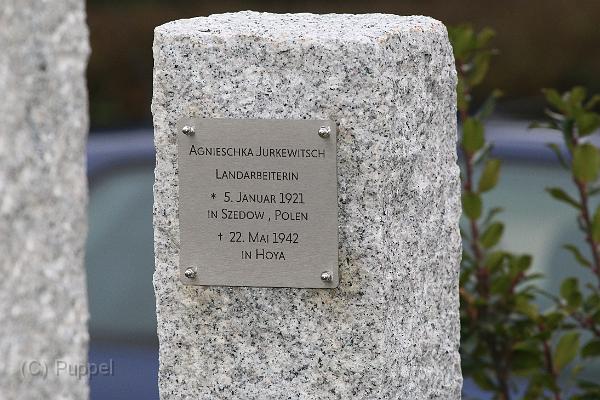 AGNIESCHKA JURKEWITSCH
LANDARBEITERIN
* 5. JANUAR 1921
IN SZEDOW , POLEN
† 22. MAI 1942
IN HOYA
(C) Puppel